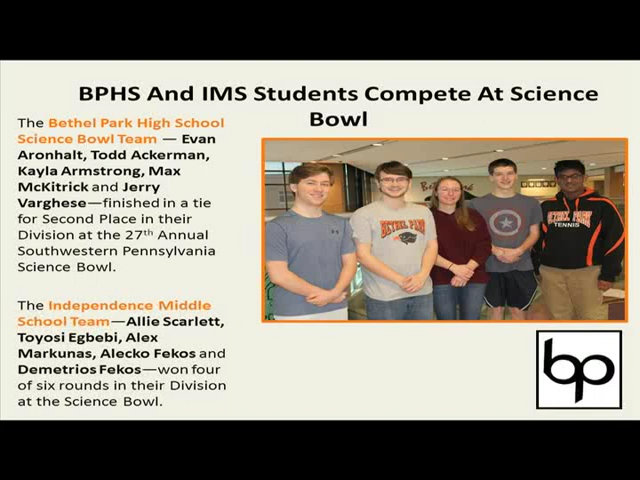 BPHS And IMS Students Compete At Science
Bowl
The Bethel Park High School
Science Bowl Team — Evan
Aronhalt, Todd Ackerman,
Kayla Armstrong, Max
McKitrick and Jerry
Varghese—finished in a tie
for Second Place in their
Division at the 27th Annual
Southwestern Pennsylvania
Science Bowl.
The Independence Middle
School Team—Allie Scarlett,
Toyosi Egbebi, Alex
Markunas, Alecko Fekos and
Demetrios Fekos—won four
of six rounds in their Division
at the Science Bowl.
BETHEL PARK
BETHEL PARK
TENNIS
bp